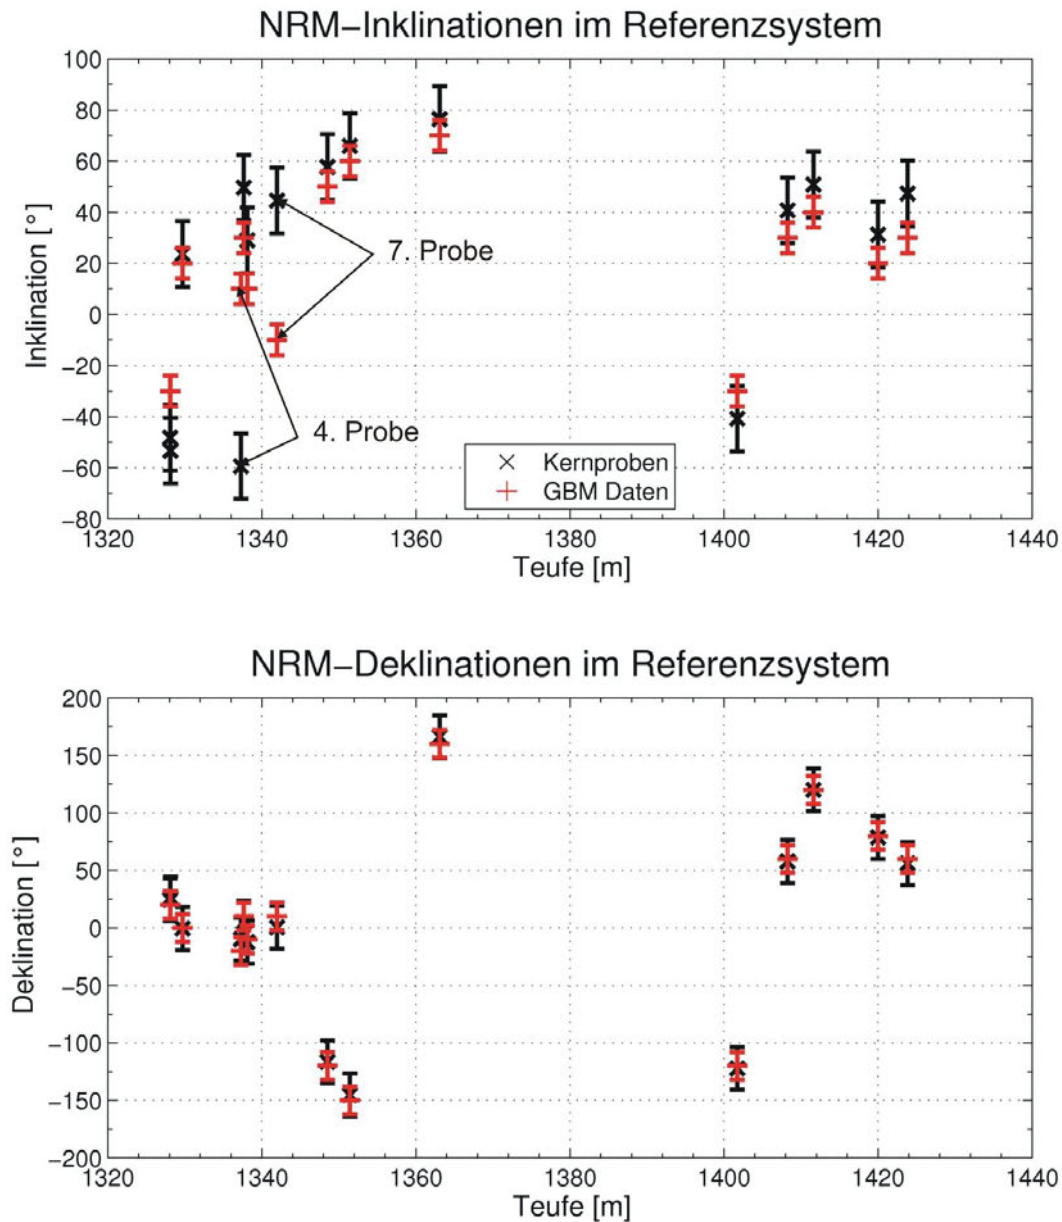 NRM–Inklinationen im Referenzsystem
100
80
60
40
20
0
−20
−40
−60
−80
Inklination [°]
7. Probe
4. Probe
Kernproben
GBM Daten
1320 1340 1360 1380 1400 1420 1440
Teufe [m]
NRM–Deklinationen im Referenzsystem
200
150
100
50
0
−50
−100
−150
−200
Deklination [°]
1320 1340 1360 1380 1400 1420 1440
Teufe [m]